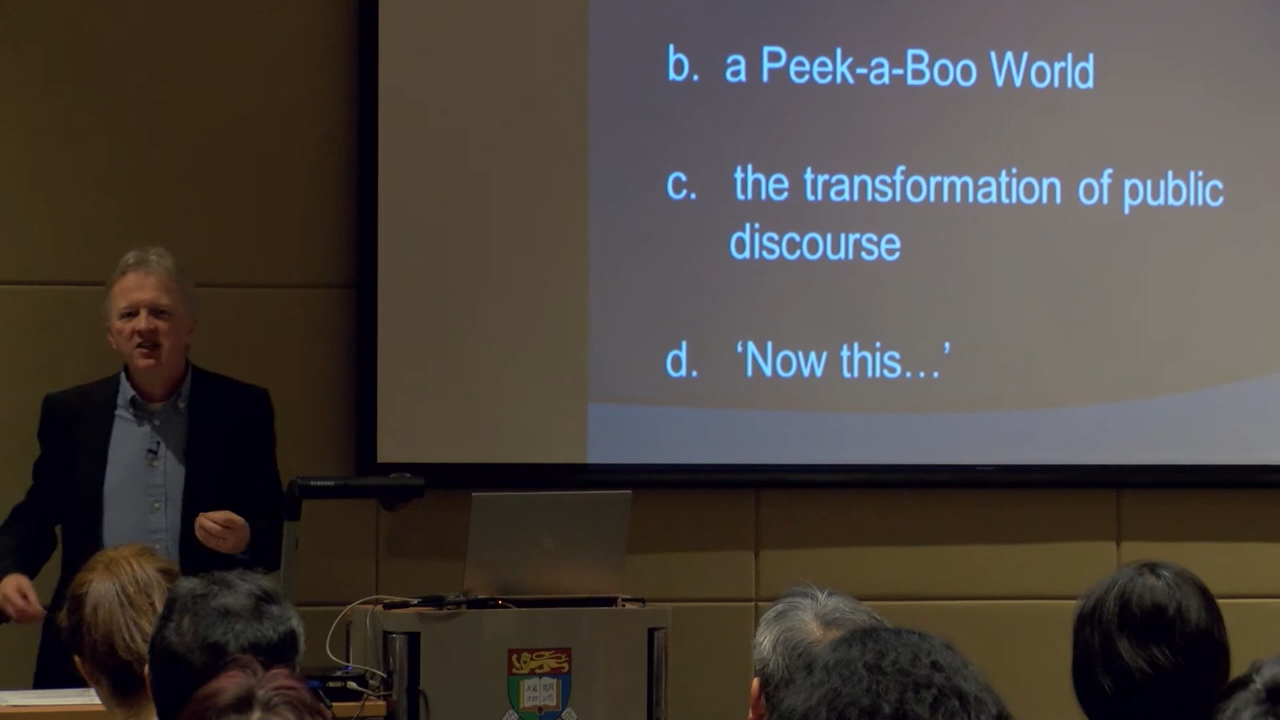 b. a Peek-a-Boo World
c. the transformation of public
discourse
d. ‘Now this…’